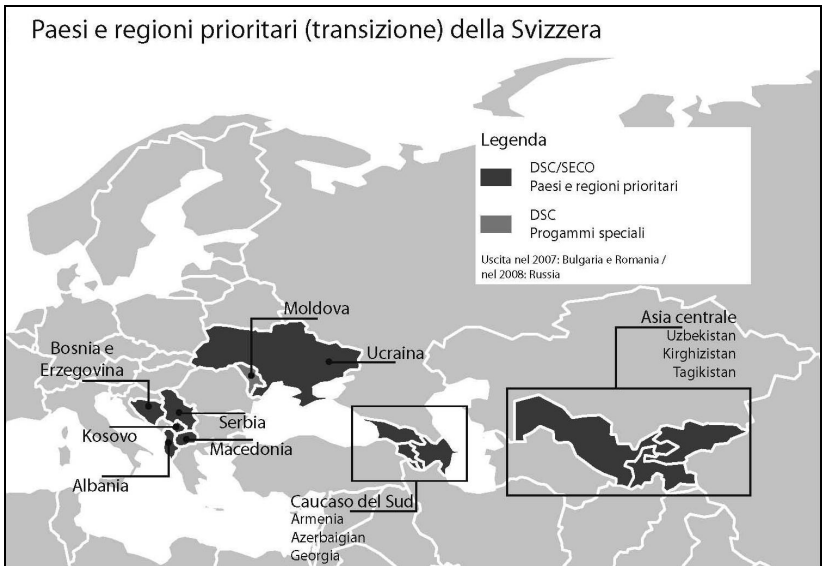 Paesi e regioni prioritari (transizione) della Svizzera
Legenda
DSC/SECO
Paesi e regioni prioritari
DSC
Progammi speciali
Uscita nel 2007: Bulgaria e Romania /
nel 2008: Russia
Moldova
Asia centrale
Uzbekistan
Kirghizistan
Tagikistan
Bosnia e
Erzegovina
Ucraina
Serbia
Kosovo
Macedonia
Albania
Caucaso del Sud
Armenia
Azerbaigian
Georgia